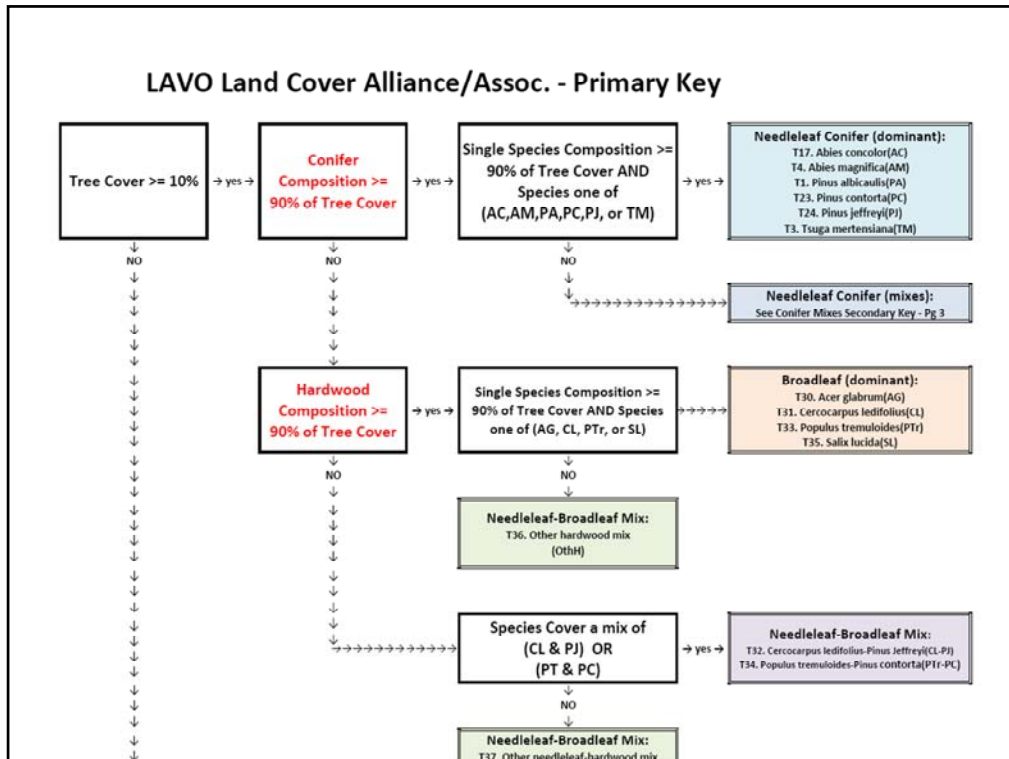 LAVO Land Cover Alliance/Assoc. - Primary Key
Tree Cover >= 10%
→ yes →
Conifer
Composition >=
90% of Tree Cover
→ yes →
Single Species Composition >=
90% of Tree Cover AND
Species one of
(AC,AM,PA,PC,PJ, or TM)
→ yes →
Needleleaf Conifer (dominant):
T17. Abies concolor(AC)
T4. Abies magnifica(AM)
T1. Pinus albicaulis(PA)
T23. Pinus contorta(PC)
T24. Pinus jeffreyi(PJ)
T3. Tsuga mertensiana(TM)
NO
NO
NO
Needleleaf Conifer (mixes):
See Conifer Mixes Secondary Key - Pg 3
Hardwood
Composition >=
90% of Tree Cover
→ yes →
Single Species Composition >=
90% of Tree Cover AND Species
one of (AG, CL, PTr, or SL)
Broadleaf (dominant):
T30. Acer glabrum(AG)
T31. Cercocarpus ledifolius(CL)
T33. Populus tremuloides(PTr)
T35. Salix lucida(SL)
NO
NO
Needleleaf-Broadleaf Mix:
T36. Other hardwood mix
(OthH)
Species Cover a mix of
(CL & PJ) OR
(PT & PC)
→ yes →
Needleleaf-Broadleaf Mix:
T32. Cercocarpus ledifolius-Pinus Jeffreyi(CL-PJ)
T34. Populus tremuloides-Pinus contorta(PTr-PC)
NO
Needleleaf-Broadleaf Mix:
T37. Other needleleaf-hardwood mix